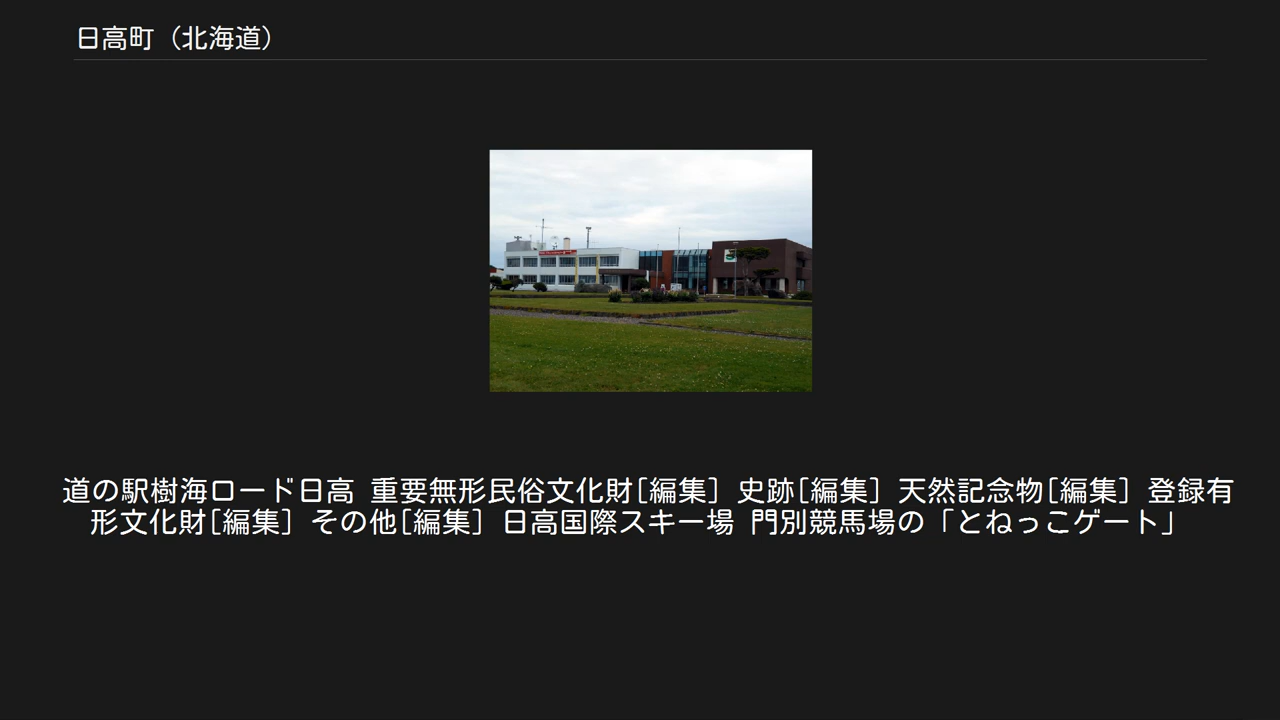 日高町（北海道）
道の駅樹海ロード日高 重要無形民俗文化財[編集] 史跡[編集] 天然記念物[編集] 登録有
形文化財[編集] その他[編集] 日高国際スキー場 門別競馬場の「とねっこゲート」